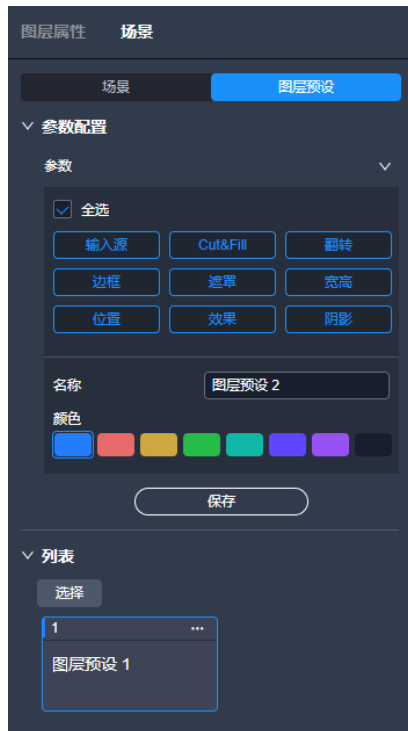 图层属性 场景
场景 图层预设
参数配置
参数
全选
输入源 Cut&Fill 翻转
边框 遮罩 宽高
位置 效果 阴影
名称 图层预设 2
颜色
保存
列表
选择
1 ···
图层预设 1